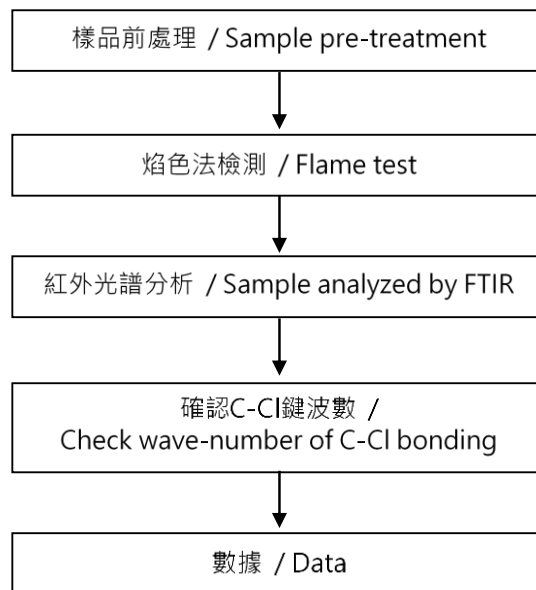 樣品前處理 / Sample pre-treatment
焰色法檢測 / Flame test
紅外光譜分析 / Sample analyzed by FTIR
確認C-Cl鍵波數 /
Check wave-number of C-Cl bonding
數據 / Data